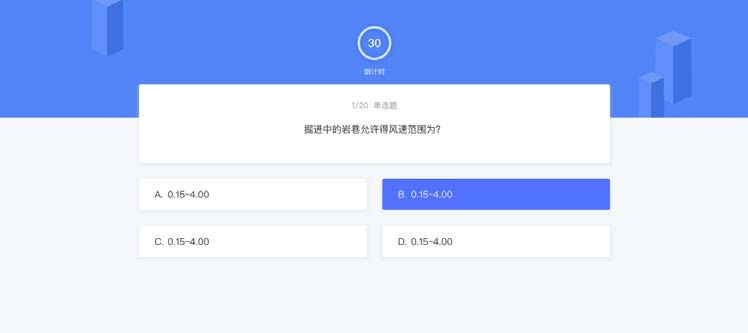 30
倒计时
1/20 单选题
掘进中的岩巷允许得风速范围为?
A. 0.15~4.00
B. 0.15~4.00
C. 0.15~4.00
D. 0.15~4.00